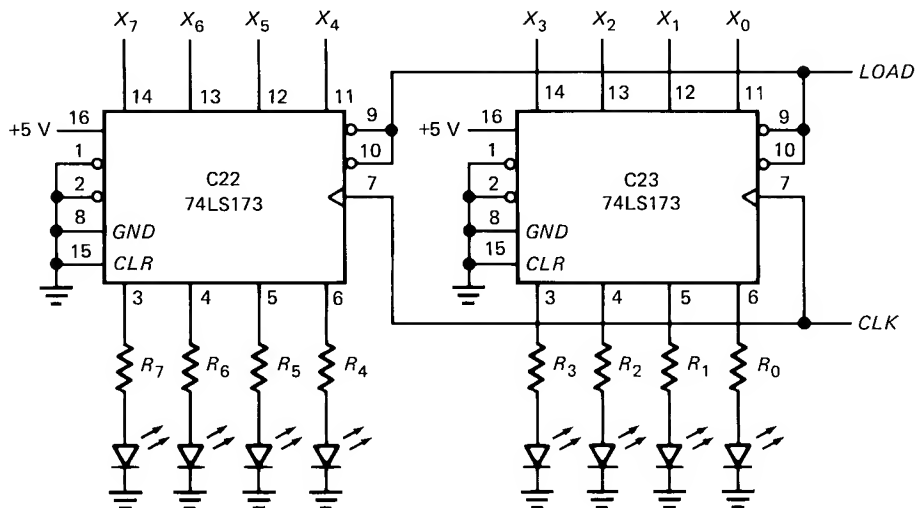 X7 X6 X5 X4 X3 X2 X1 X0
LOAD
14 13 12 11 14 13 12 11
+5 V 16 9 +5 V 16 9
1 10 1 10
C22 C23
2 74LS173 7 2 74LS173 7
8 GND 8 GND
15 CLR 15 CLR
3 4 5 6 3 4 5 6
CLK
R7 R6 R5 R4 R3 R2 R1 R0